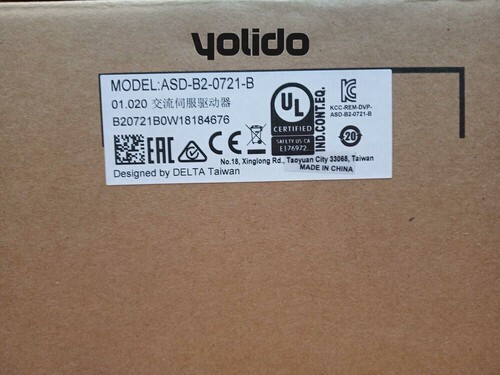 yolido
MODEL:ASD-B2-0721-B
01.020 交流伺服驱动器
B20721B0W18184676
EAC
CE
UL
CERTIFIED
SAFETY US CA
E176972
IND.CONT.EQ.
KCC-REM-DVP-
ASD-B2-0721-B
20
No.18, Xinglong Rd., Taoyuan City 33068, Taiwan
Designed by DELTA Taiwan
MADE IN CHINA